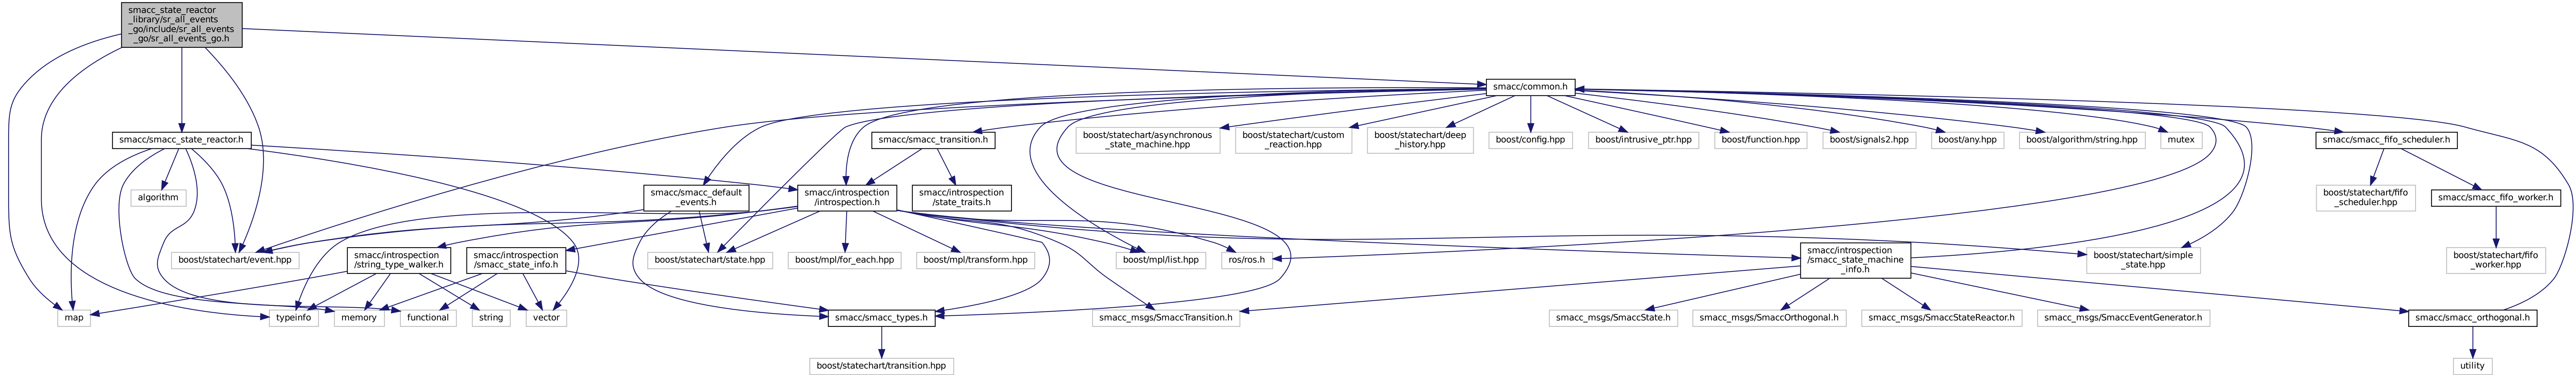 smacc_state_reactor
_library/sr_all_events
_go/include/sr_all_events
_go/sr_all_events_go.h
smacc/common.h
smacc/smacc_state_reactor.h
smacc/smacc_transition.h
boost/statechart/asynchronous
_state_machine.hpp
boost/statechart/custom
_reaction.hpp
boost/statechart/deep
_history.hpp
boost/config.hpp
boost/intrusive_ptr.hpp
boost/function.hpp
boost/signals2.hpp
boost/any.hpp
boost/algorithm/string.hpp
mutex
smacc/smacc_fifo_scheduler.h
algorithm
smacc/smacc_default
_events.h
smacc/introspection
/introspection.h
smacc/introspection
/state_traits.h
boost/statechart/fifo
_scheduler.hpp
smacc/smacc_fifo_worker.h
boost/statechart/event.hpp
smacc/introspection
/string_type_walker.h
smacc/introspection
/smacc_state_info.h
boost/statechart/state.hpp
boost/mpl/for_each.hpp
boost/mpl/transform.hpp
boost/mpl/list.hpp
ros/ros.h
smacc/introspection
/smacc_state_machine
_info.h
boost/statechart/simple
_state.hpp
boost/statechart/fifo
_worker.hpp
map
typeinfo
memory
functional
string
vector
smacc/smacc_types.h
smacc_msgs/SmaccTransition.h
smacc_msgs/SmaccState.h
smacc_msgs/SmaccOrthogonal.h
smacc_msgs/SmaccStateReactor.h
smacc_msgs/SmaccEventGenerator.h
smacc/smacc_orthogonal.h
boost/statechart/transition.hpp
utility